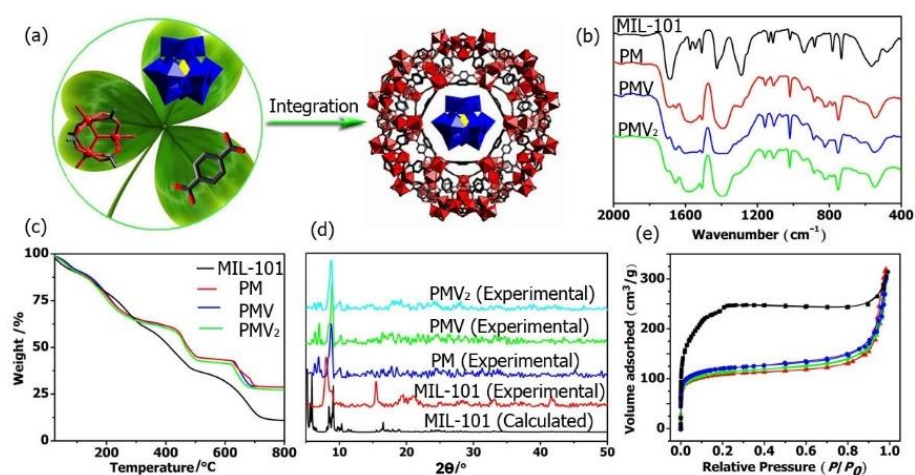 (a)
Integration
(b)
MIL-101
PM
PMV
PMV₂
2000 1600 1200 800 400
Wavenumber (cm⁻¹)
(c)
100
75
50
25
0
Weight /%
MIL-101
PM
PMV
PMV₂
0 200 400 600 800
Temperature/°C
(d)
PMV₂ (Experimental)
PMV (Experimental)
PM (Experimental)
MIL-101 (Experimental)
MIL-101 (Calculated)
10 20 30 40 50
2θ/°
(e)
300
200
100
0
Volume adsorbed (cm³/g)
0.0 0.2 0.4 0.6 0.8 1.0
Relative Pressure (P/P₀)